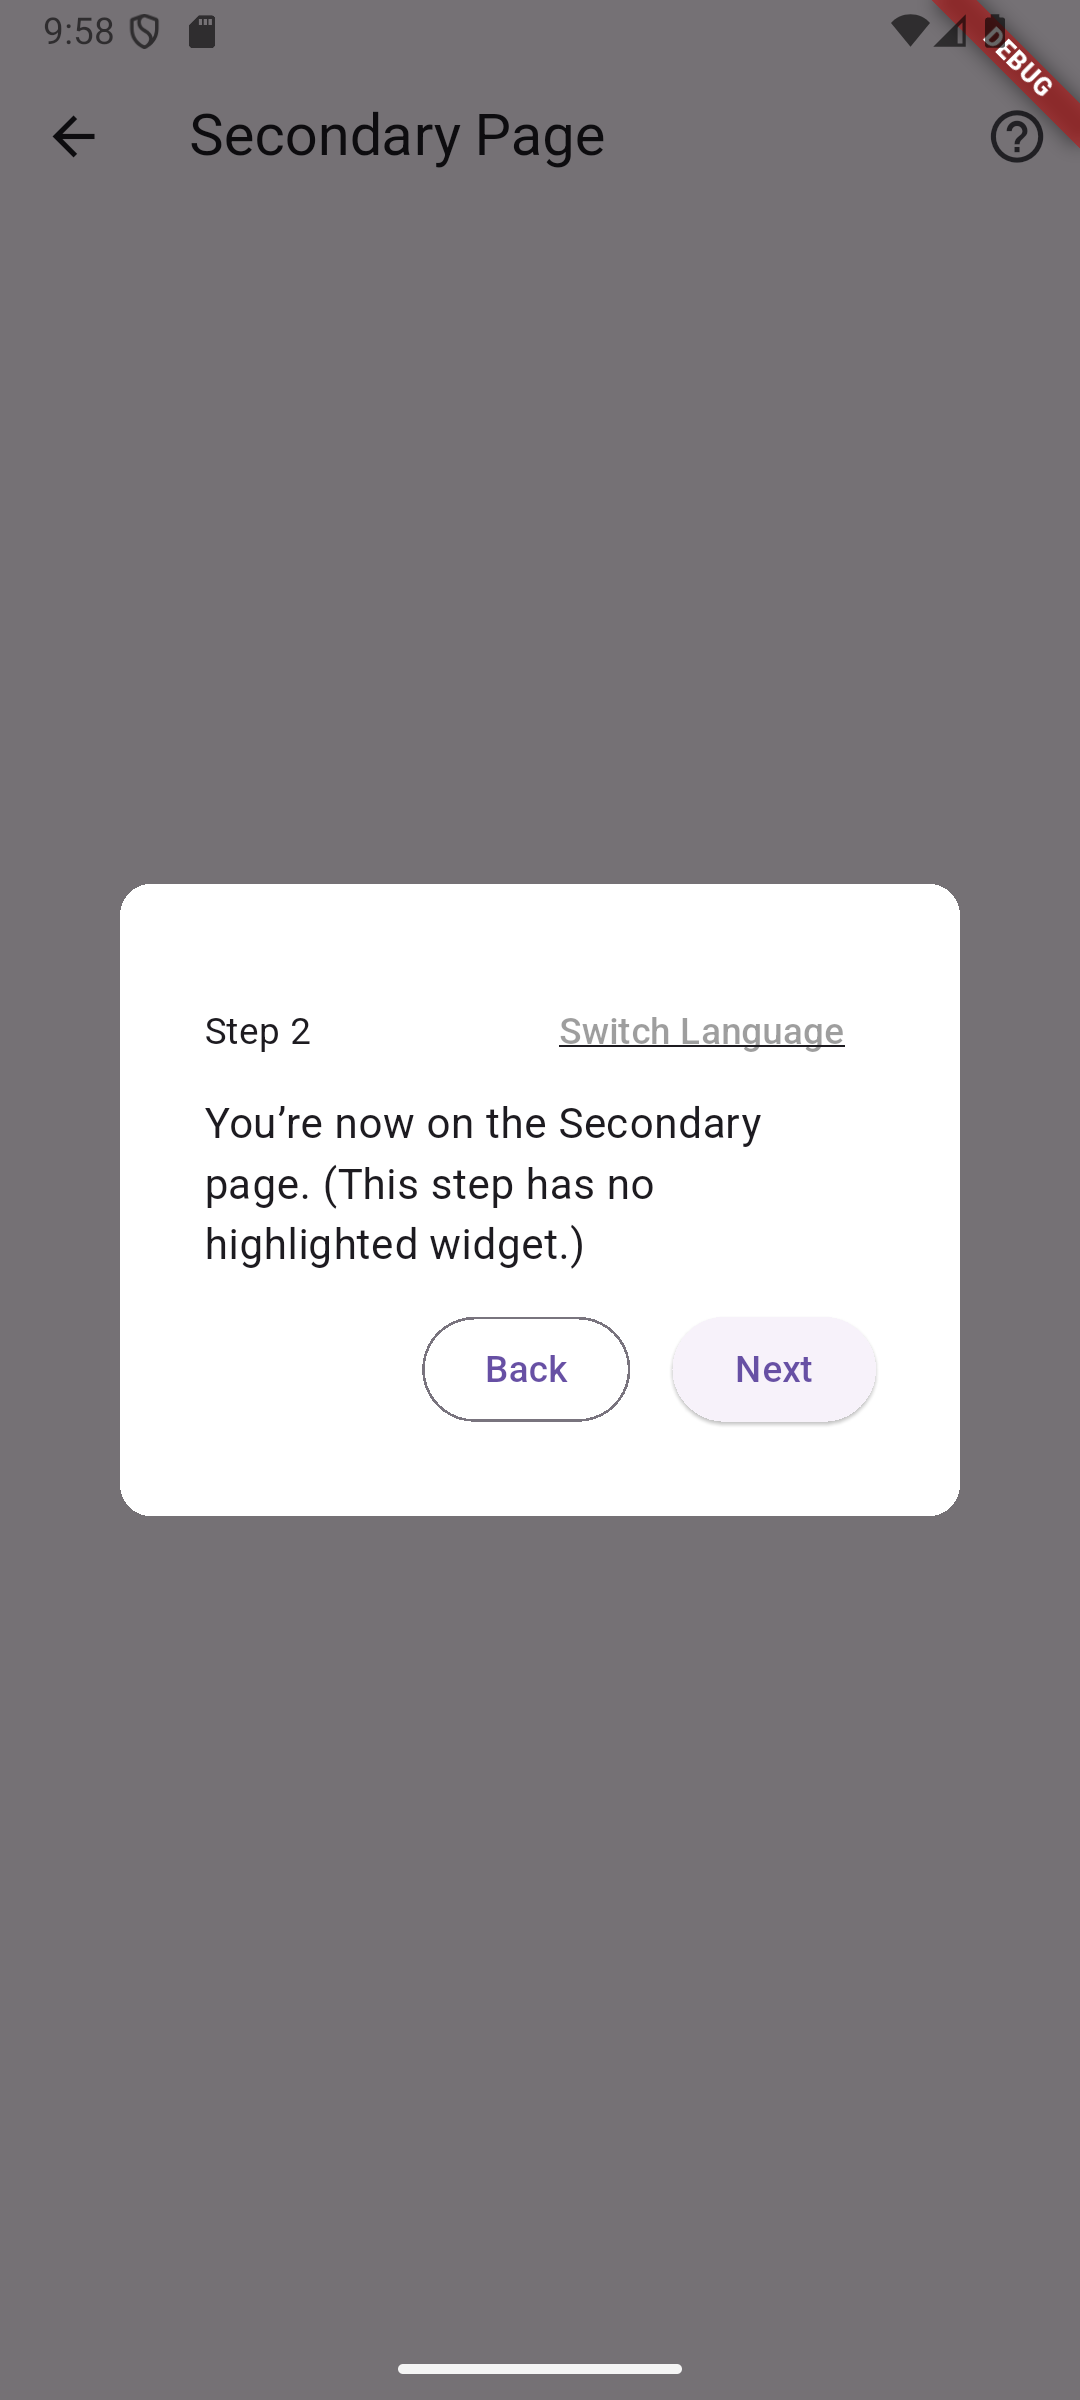 9:58
DEBUG
Secondary Page
Step 2
Switch Language
You’re now on the Secondary
page. (This step has no
highlighted widget.)
Back
Next